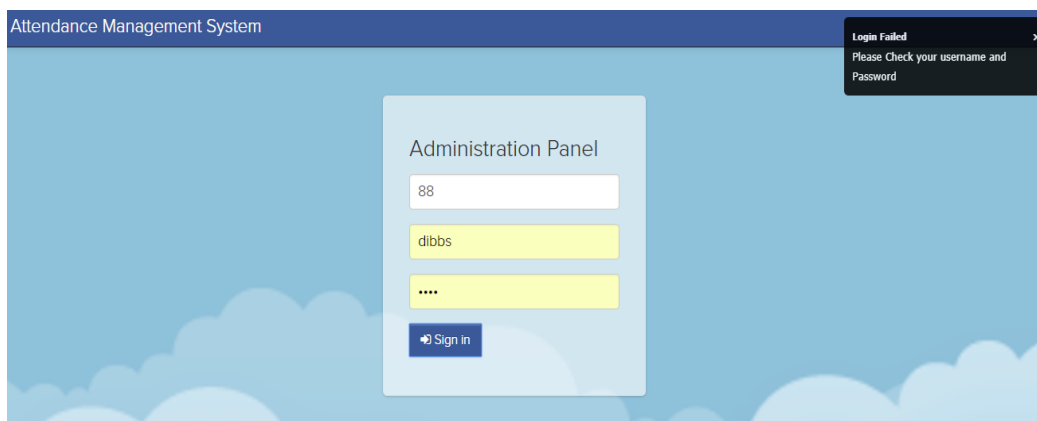 Attendance Management System
Login Failed ×
Please Check your username and
Password
Administration Panel
88
dibbs
••••
Sign in